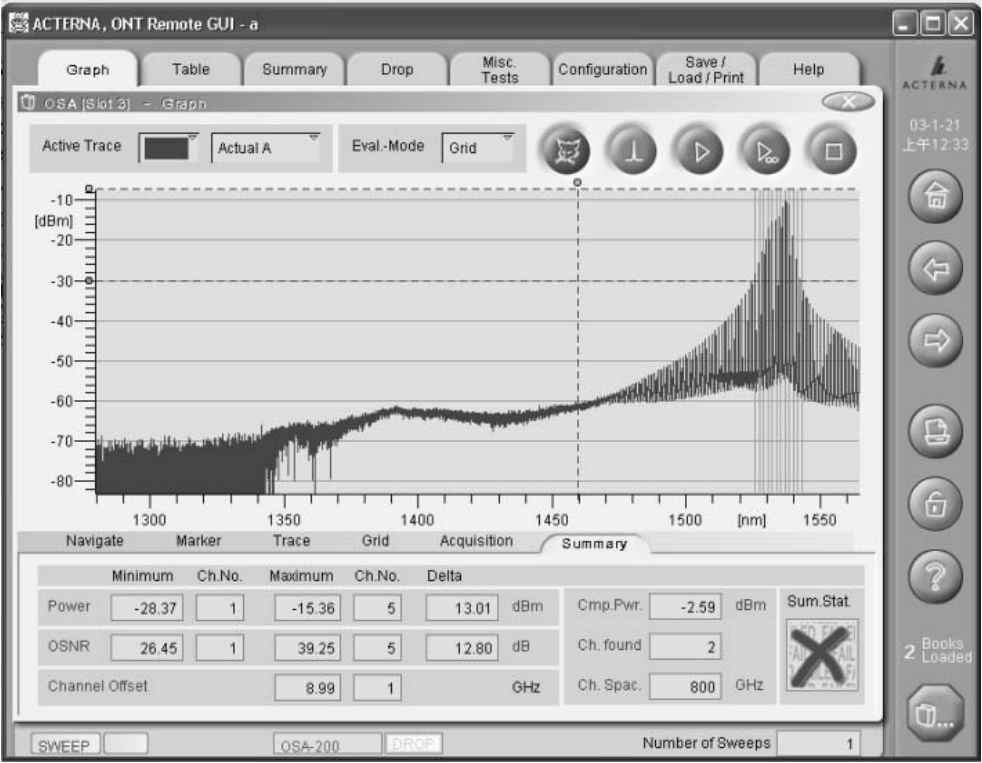 ACTERNA, ONT Remote GUI - a
Graph Table Summary Drop Misc. Tests Configuration Save / Load / Print Help
ACTERNA
OSA [Slot 3] - Graph
03-1-21
上午12:33
Active Trace Actual A Eval.-Mode Grid
-10
[dBm]
-20
-30
-40
-50
-60
-70
-80
1300 1350 1400 1450 1500 [nm] 1550
Navigate Marker Trace Grid Acquisition Summary
Minimum Ch.No. Maximum Ch.No. Delta
Power -28.37 1 -15.36 5 13.01 dBm Cmp.Pwr. -2.59 dBm Sum.Stat.
OSNR 26.45 1 39.25 5 12.80 dB Ch. found 2
Channel Offset 8.99 1 GHz Ch. Spac. 800 GHz
2 Books Loaded
SWEEP OSA-200 DROP Number of Sweeps 1